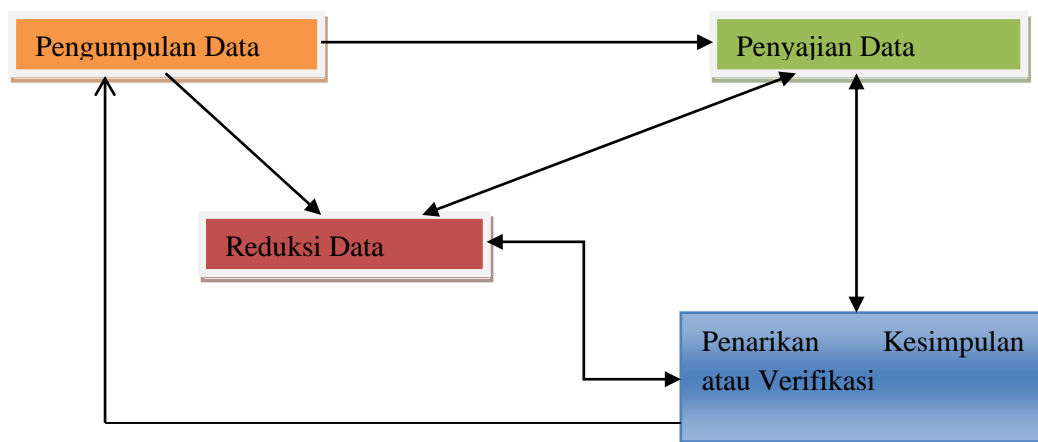 Pengumpulan Data
Penyajian Data
Reduksi Data
Penarikan Kesimpulan
atau Verifikasi